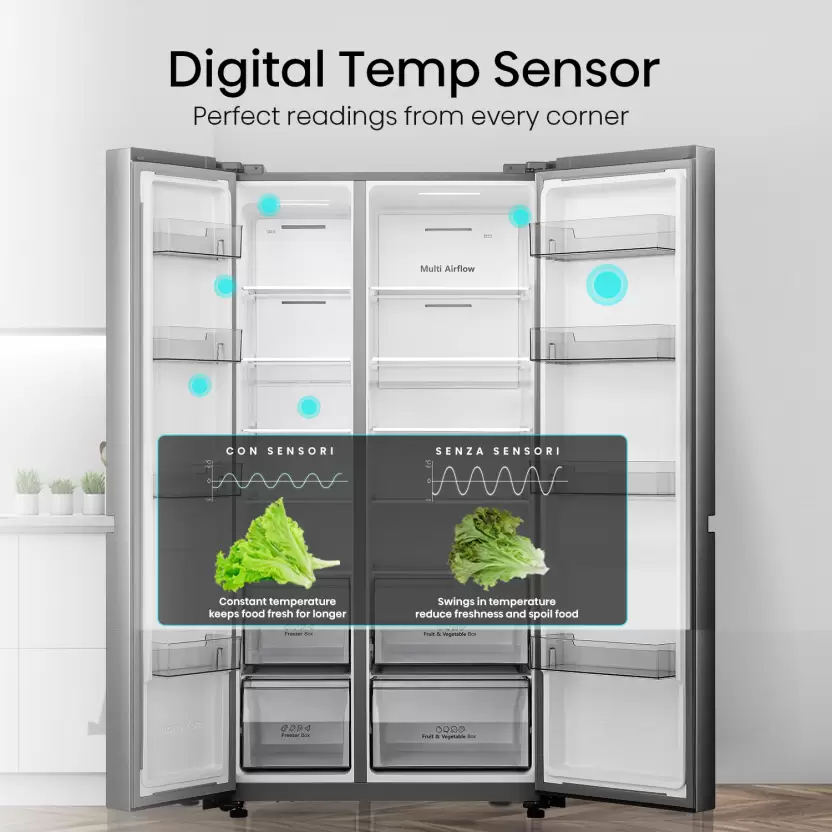 Digital Temp Sensor
Perfect readings from every corner
Multi Airflow
CON SENSORI
SENZA SENSORI
0
0
Constant temperature
keeps food fresh for longer
Swings in temperature
reduce freshness and spoil food
Freezer Box
Fruit & Vegetable Box
Freezer Box
Fruit & Vegetable Box